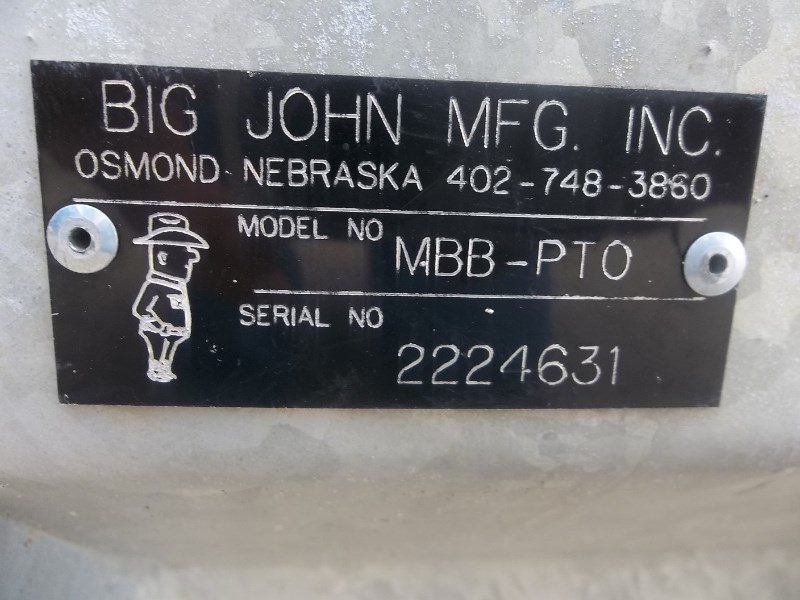 BIG JOHN MFG. INC.
OSMOND NEBRASKA 402-748-3860
MODEL NO MBB-PTO
SERIAL NO 2224631